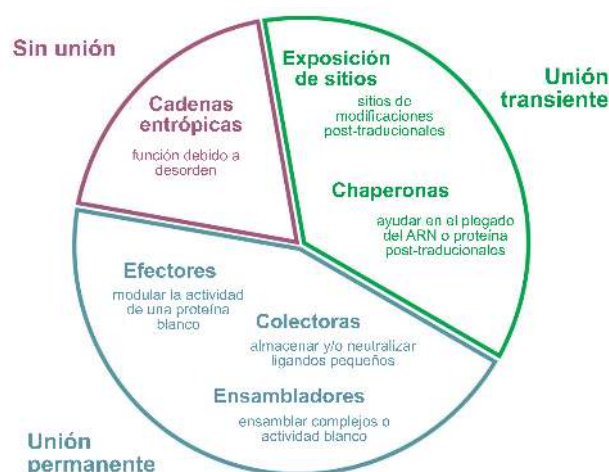 Sin unión
Cadenas
entrópicas
función debido a
desorden
Exposición
de sitios
sitios de
modificaciones
post-traducionales
Unión
transiente
Chaperonas
ayudar en el plegado
del ARN o proteína
post-traducionales
Efectores
modular la actividad
de una proteína
blanco
Colectoras
almacenar y/o neutralizar
ligandos pequeños
Ensambladores
ensamblar complejos o
actividad blanco
Unión
permanente